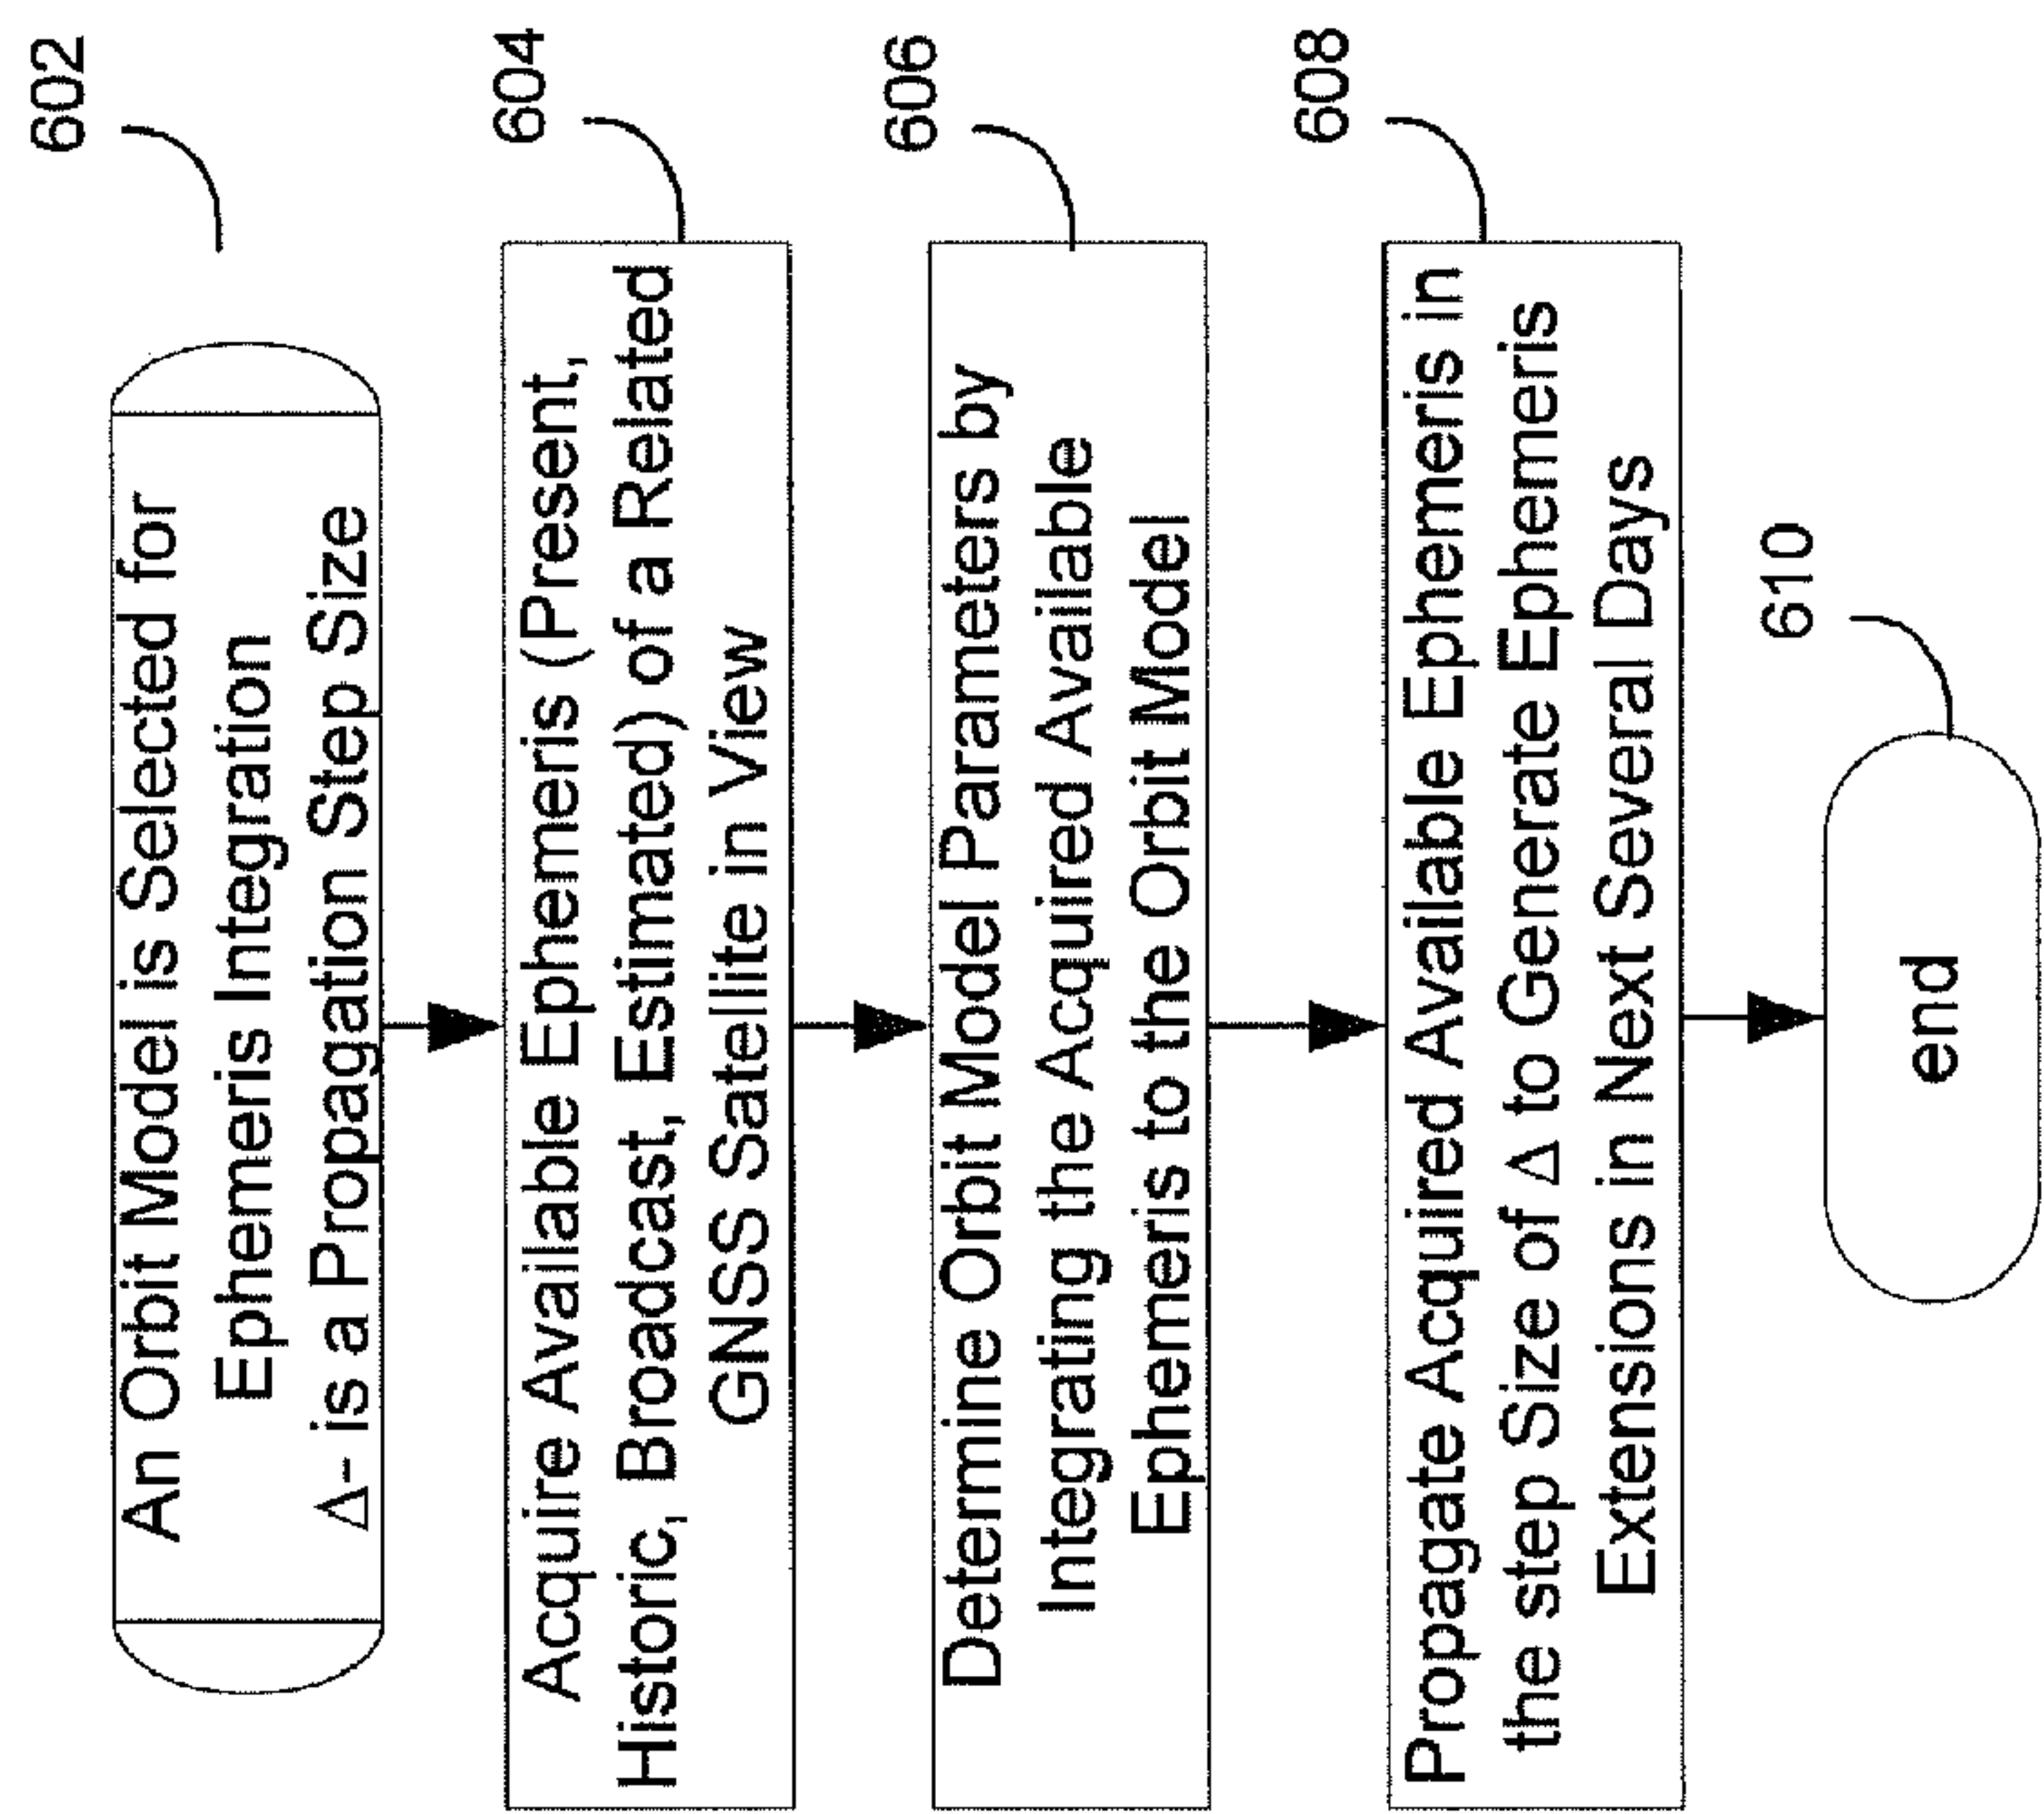 602
An Orbit Model is Selected for
Ephemeris Integration
Δ- is a Propagation Step Size
604
Acquire Available Ephemeris (Present,
Historic, Broadcast, Estimated) of a Related
GNSS Satellite in View
606
Determine Orbit Model Parameters by
Integrating the Acquired Available
Ephemeris to the Orbit Model
608
Propagate Acquired Available Ephemeris in
the step Size of Δ to Generate Ephemeris
Extensions in Next Several Days
610
end